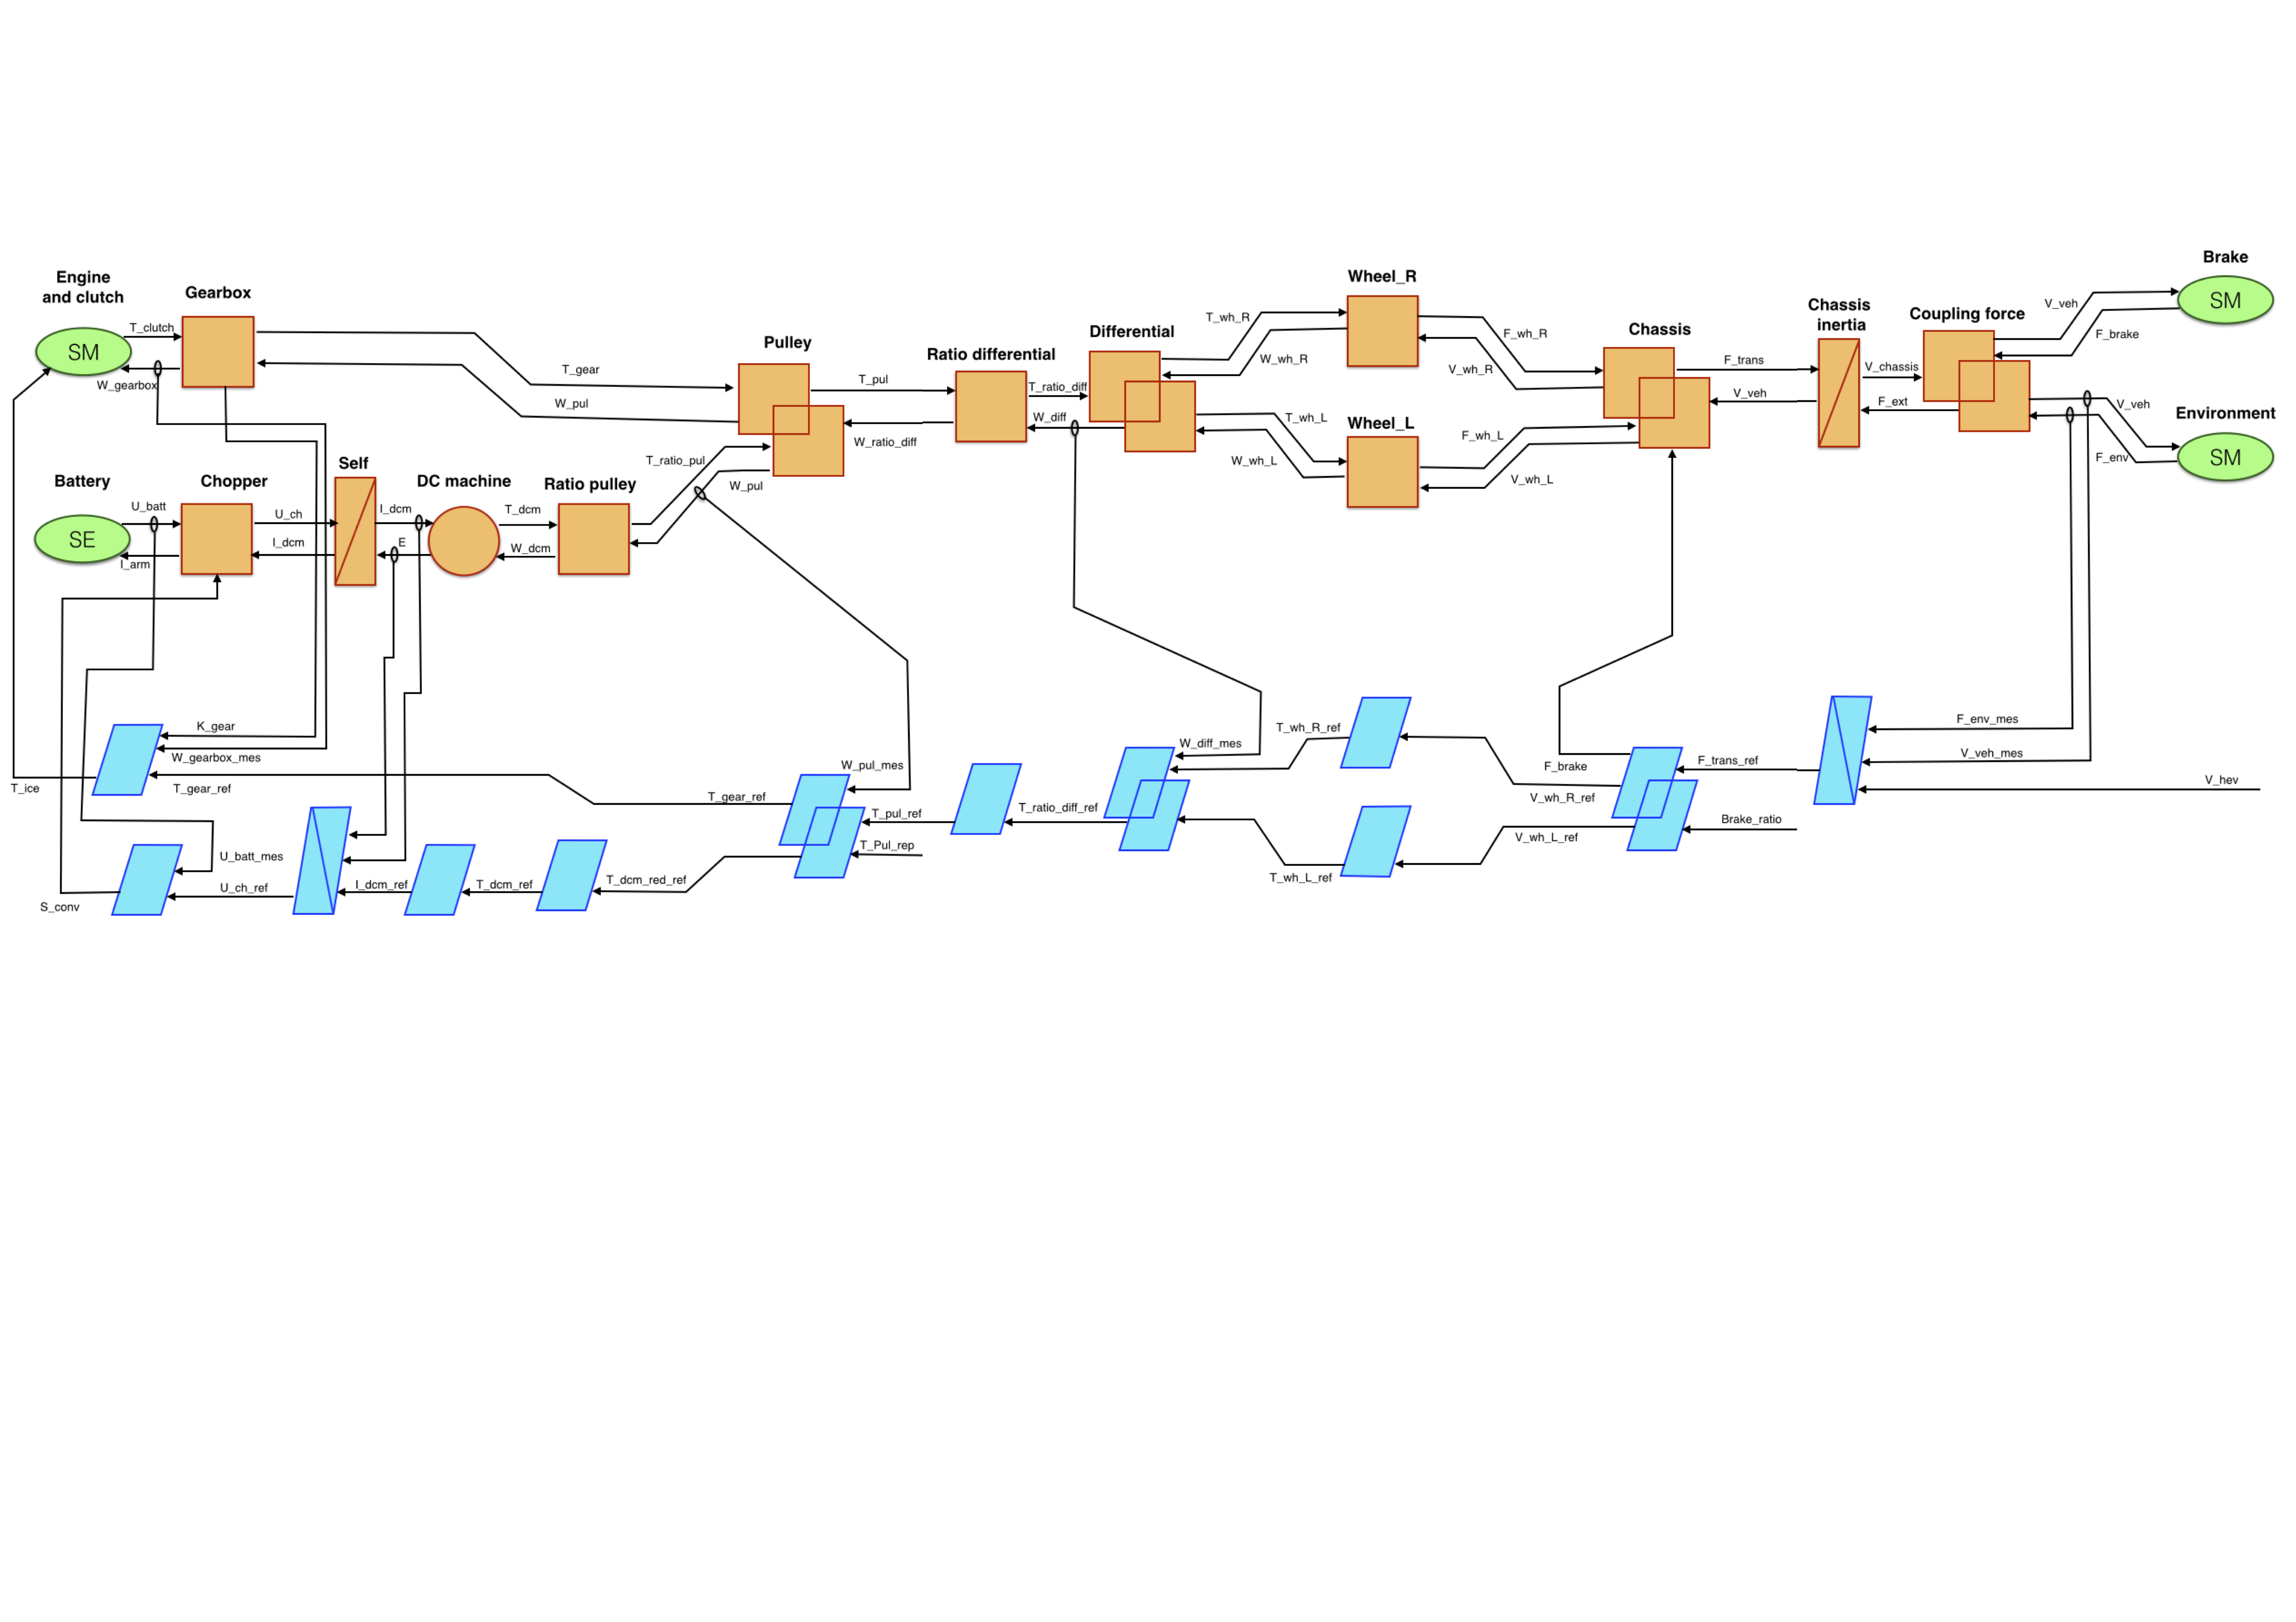 Engine
and clutch
Gearbox
SM
T_clutch
W_gearbox
T_gear
W_pul
Pulley
T_pul
W_ratio_diff
Ratio differential
T_ratio_diff
W_diff
Differential
T_wh_R
W_wh_R
T_wh_L
W_wh_L
Wheel_R
Wheel_L
F_wh_R
V_wh_R
F_wh_L
V_wh_L
Chassis
F_trans
V_veh
Chassis
inertia
V_chassis
F_ext
Coupling force
V_veh
F_brake
Brake
SM
V_veh
F_env
Environment
SM
Battery
SE
U_batt
I_arm
Chopper
U_ch
I_dcm
Self
I_dcm
E
DC machine
T_dcm
W_dcm
Ratio pulley
T_ratio_pul
W_pul
K_gear
W_gearbox_mes
T_ice
T_gear_ref
T_gear_ref
W_pul_mes
T_pul_ref
T_Pul_rep
T_ratio_diff_ref
W_diff_mes
T_wh_R_ref
T_wh_L_ref
F_brake
V_wh_R_ref
V_wh_L_ref
F_trans_ref
Brake_ratio
F_env_mes
V_veh_mes
V_hev
U_batt_mes
U_ch_ref
S_conv
I_dcm_ref
T_dcm_ref
T_dcm_red_ref